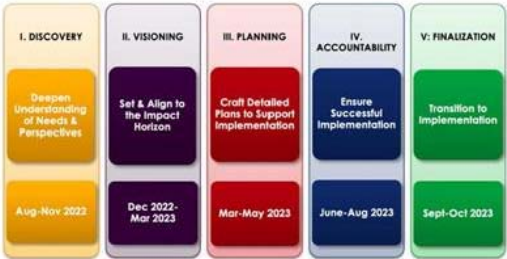 I. DISCOVERY
Deepen
Understanding
of Needs &
Perspectives
Aug-Nov 2022
II. VISIONING
Set & Align to
the Impact
Horizon
Dec 2022-
Mar 2023
III. PLANNING
Craft Detailed
Plans to Support
Implementation
Mar-May 2023
IV.
ACCOUNTABILITY
Ensure
Successful
Implementation
June-Aug 2023
V: FINALIZATION
Transition to
Implementation
Sept-Oct 2023